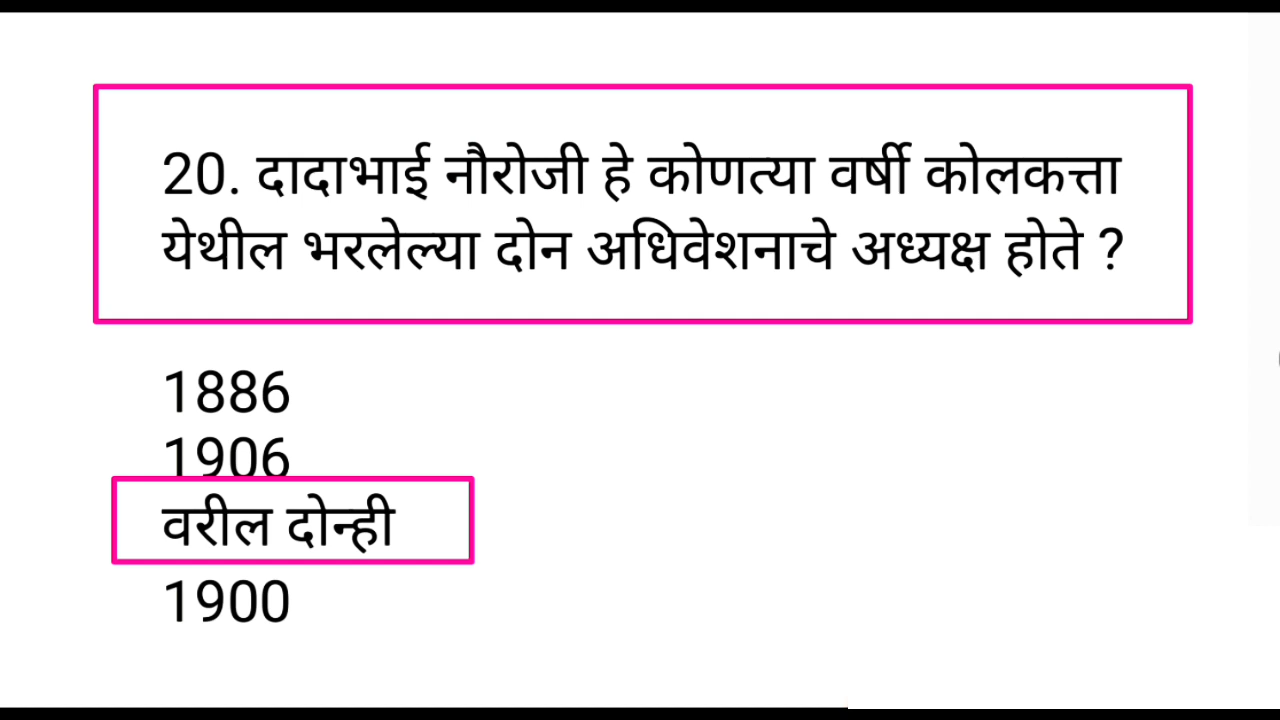 20. दादाभाई नौरोजी हे कोणत्या वर्षी कोलकत्ता
येथील भरलेल्या दोन अधिवेशनाचे अध्यक्ष होते ?
1886
1906
वरील दोन्ही
1900